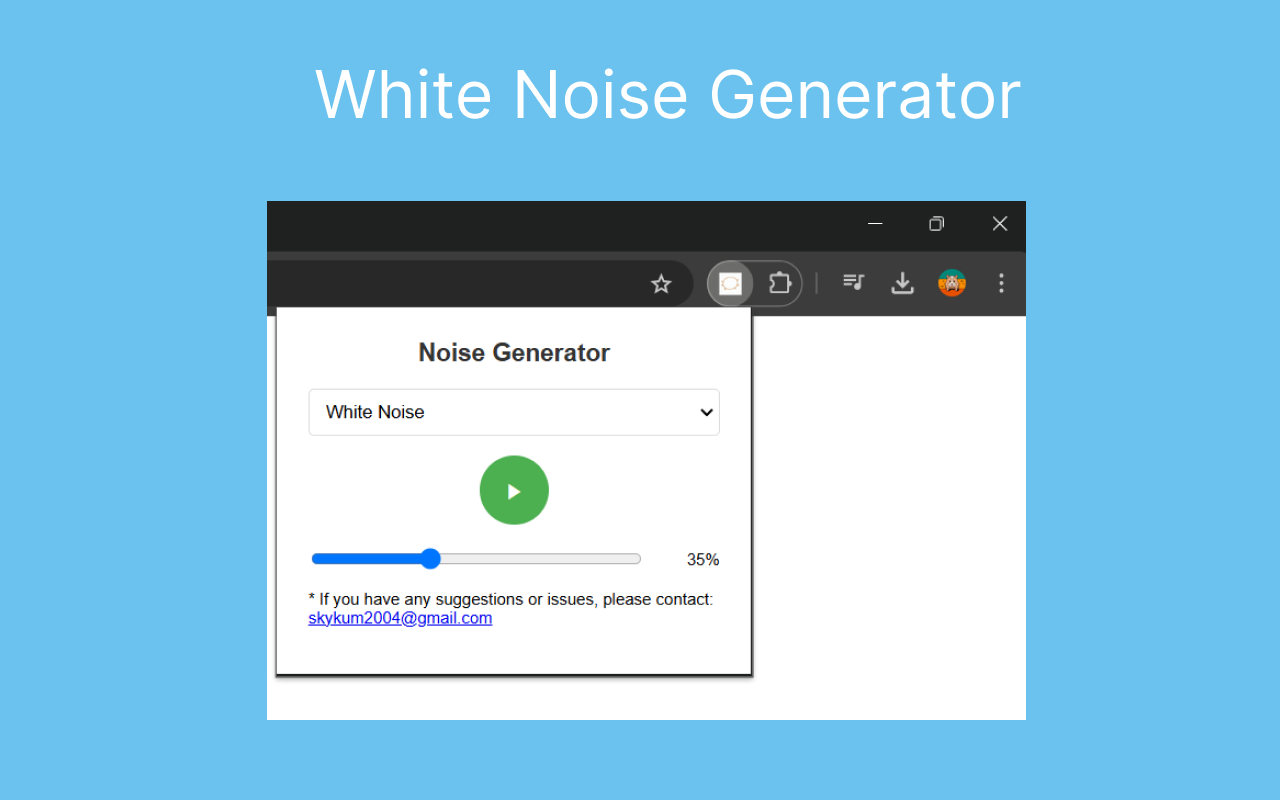 White Noise Generator
Noise Generator
White Noise
35%
* If you have any suggestions or issues, please contact:
skykum2004@gmail.com